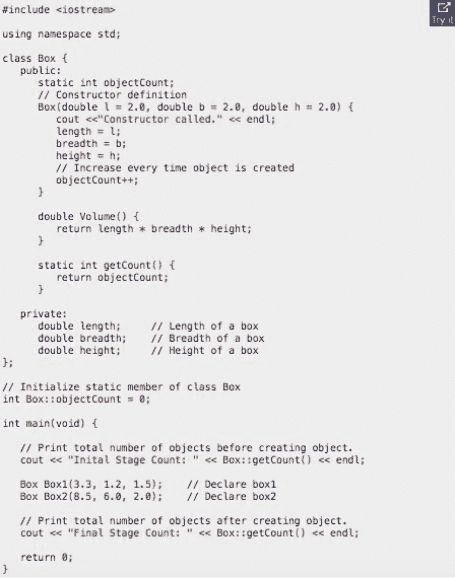 #include <iostream>
Try it
using namespace std;
class Box {
public:
static int objectCount;
// Constructor definition
Box(double l = 2.0, double b = 2.0, double h = 2.0) {
cout <<"Constructor called." << endl;
length = l;
breadth = b;
height = h;
// Increase every time object is created
objectCount++;
}
double Volume() {
return length * breadth * height;
}
static int getCount() {
return objectCount;
}
private:
double length; // Length of a box
double breadth; // Breadth of a box
double height; // Height of a box
};
// Initialize static member of class Box
int Box::objectCount = 0;
int main(void) {
// Print total number of objects before creating object.
cout << "Inital Stage Count: " << Box::getCount() << endl;
Box Box1(3.3, 1.2, 1.5); // Declare box1
Box Box2(8.5, 6.0, 2.0); // Declare box2
// Print total number of objects after creating object.
cout << "Final Stage Count: " << Box::getCount() << endl;
return 0;
}